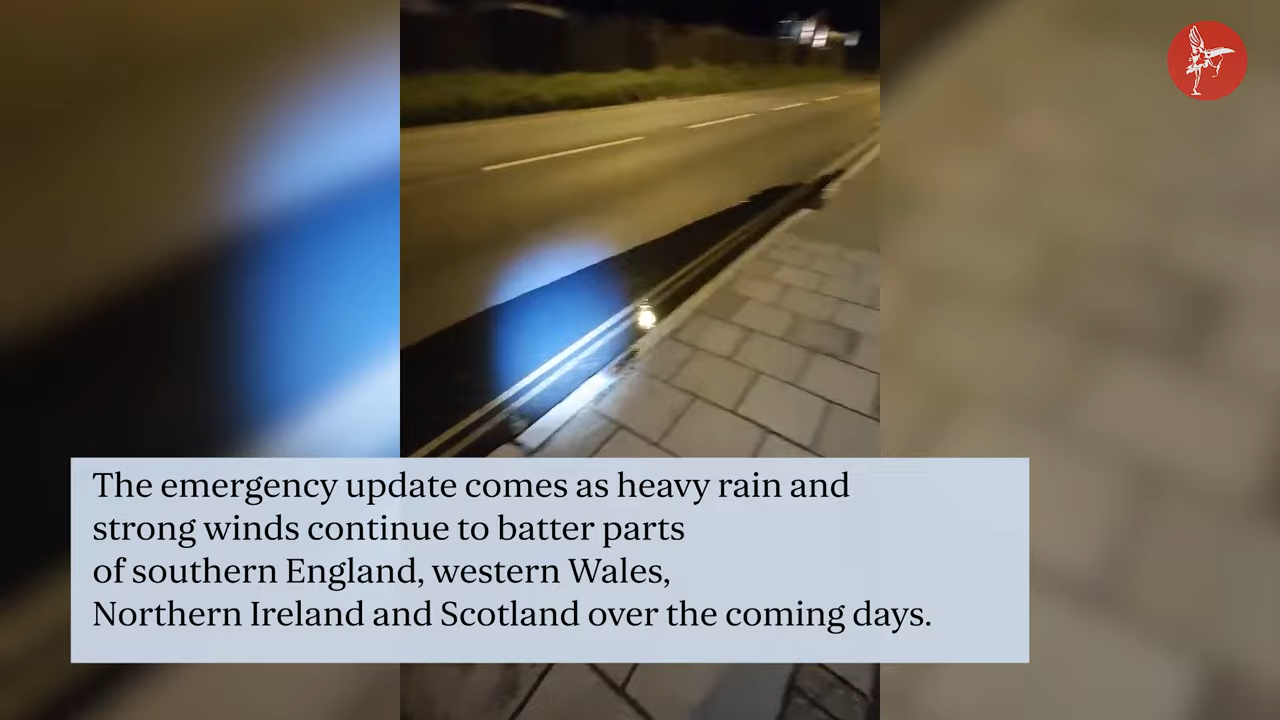 The emergency update comes as heavy rain and
strong winds continue to batter parts
of southern England, western Wales,
Northern Ireland and Scotland over the coming days.